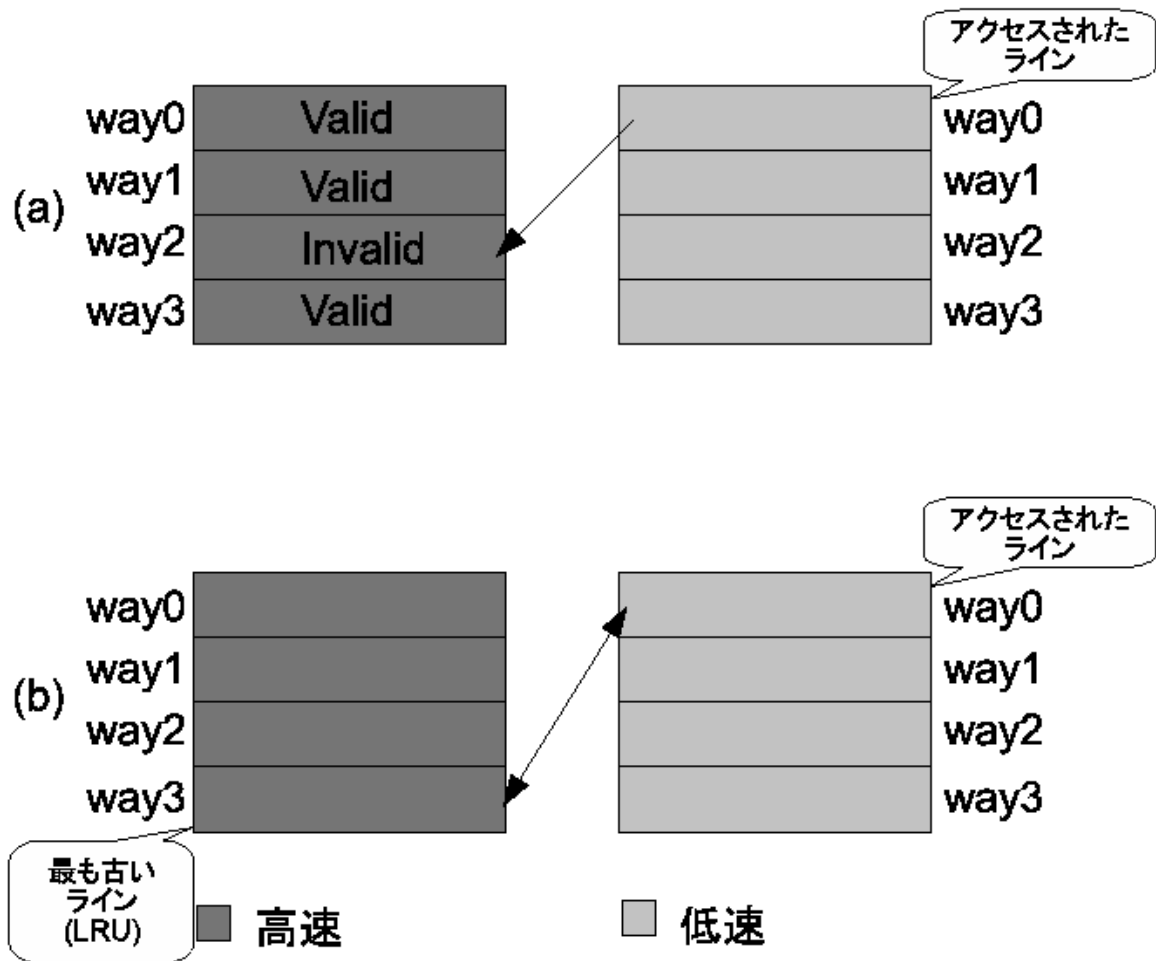 アクセスされた
ライン
way0 Valid way0
way1 Valid way1
(a)
way2 Invalid way2
way3 Valid way3
アクセスされた
ライン
way0 way0
way1 way1
(b)
way2 way2
way3 way3
最も古い
ライン
(LRU)
高速 低速